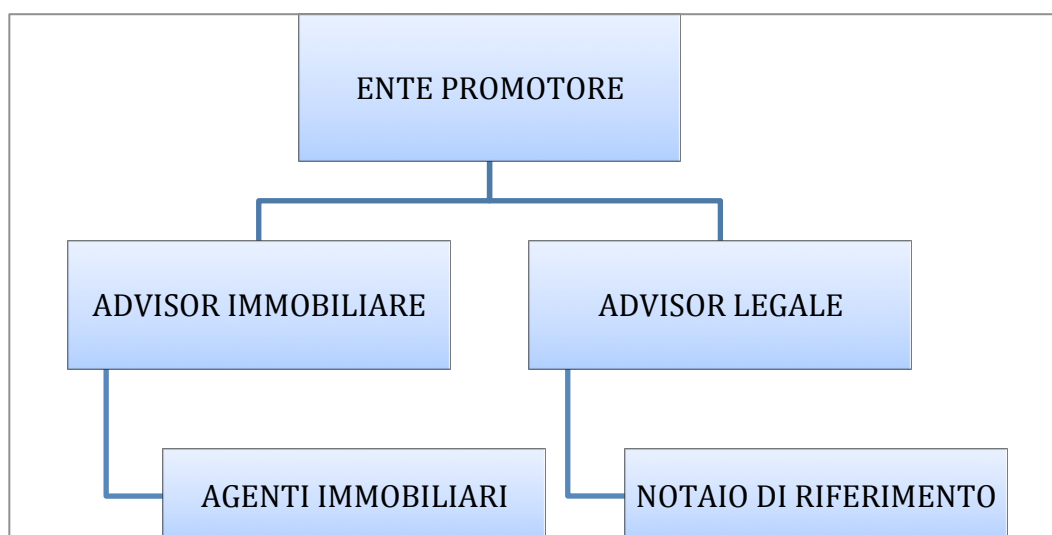 ENTE PROMOTORE
ADVISOR IMMOBILIARE
ADVISOR LEGALE
AGENTI IMMOBILIARI
NOTAIO DI RIFERIMENTO